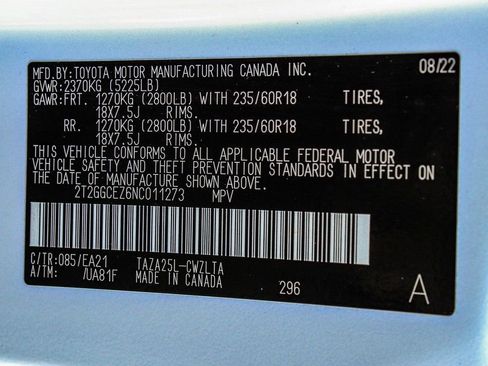 MFD.BY:TOYOTA MOTOR MANUFACTURING CANADA INC. 08/22
GVWR:2370KG (5225LB)
GAWR:FRT. 1270KG (2800LB) WITH 235/60R18 TIRES,
18X7.5J RIMS.
RR. 1270KG (2800LB) WITH 235/60R18 TIRES,
18X7.5J RIMS.
THIS VEHICLE CONFORMS TO ALL APPLICABLE FEDERAL MOTOR
VEHICLE SAFETY AND THEFT PREVENTION STANDARDS IN EFFECT ON
THE DATE OF MANUFACTURE SHOWN ABOVE.
2T2GGCEZ6NC011273 MPV
C/TR:085/EA21 TAZA25L-CWZLTA
A/TM: /UA81F MADE IN CANADA 296 A